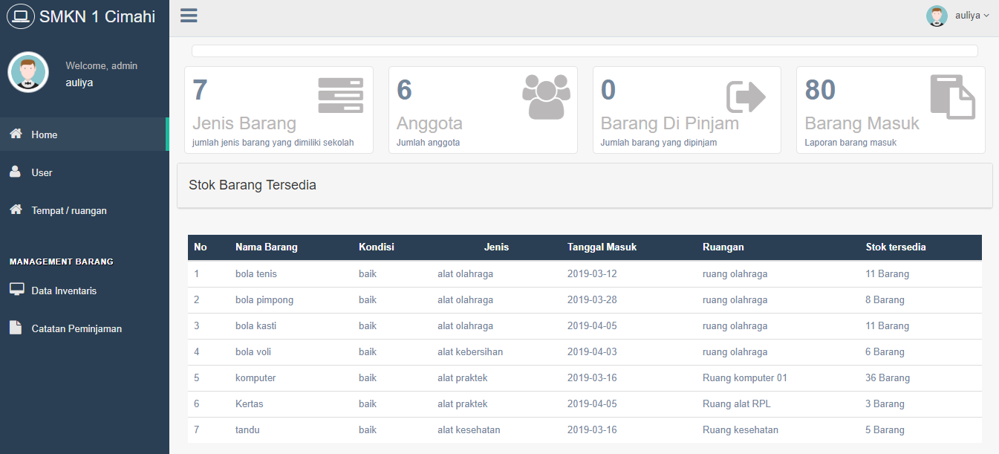 SMKN 1 Cimahi
auliya
Welcome, admin
auliya
Home
User
Tempat / ruangan
MANAGEMENT BARANG
Data Inventaris
Catatan Peminjaman
7
Jenis Barang
jumlah jenis barang yang dimiliki sekolah
6
Anggota
Jumlah anggota
0
Barang Di Pinjam
Jumlah barang yang dipinjam
80
Barang Masuk
Laporan barang masuk
Stok Barang Tersedia
No Nama Barang Kondisi Jenis Tanggal Masuk Ruangan Stok tersedia
1 bola tenis baik alat olahraga 2019-03-12 ruang olahraga 11 Barang
2 bola pimpong baik alat olahraga 2019-03-28 ruang olahraga 8 Barang
3 bola kasti baik alat olahraga 2019-04-05 ruang olahraga 11 Barang
4 bola voli baik alat kebersihan 2019-04-03 ruang olahraga 6 Barang
5 komputer baik alat praktek 2019-03-16 Ruang komputer 01 36 Barang
6 Kertas baik alat praktek 2019-04-05 Ruang alat RPL 3 Barang
7 tandu baik alat kesehatan 2019-03-16 Ruang kesehatan 5 Barang